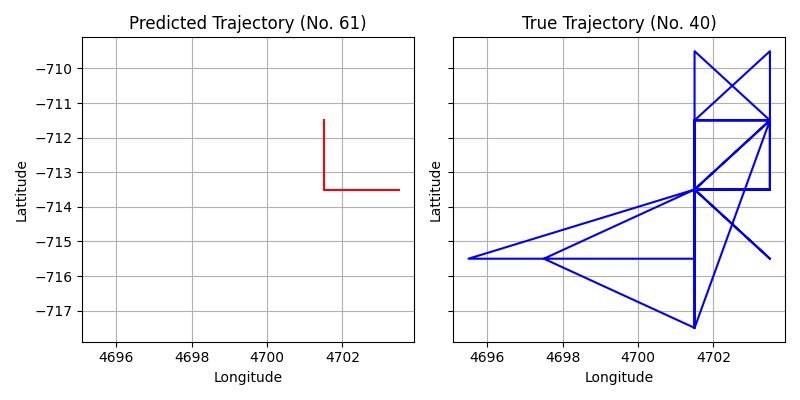 Predicted Trajectory (No. 61)
True Trajectory (No. 40)
−710
−711
−712
−713
−714
−715
−716
−717
Lattitude
Lattitude
4696 4698 4700 4702
4696 4698 4700 4702
Longitude
Longitude